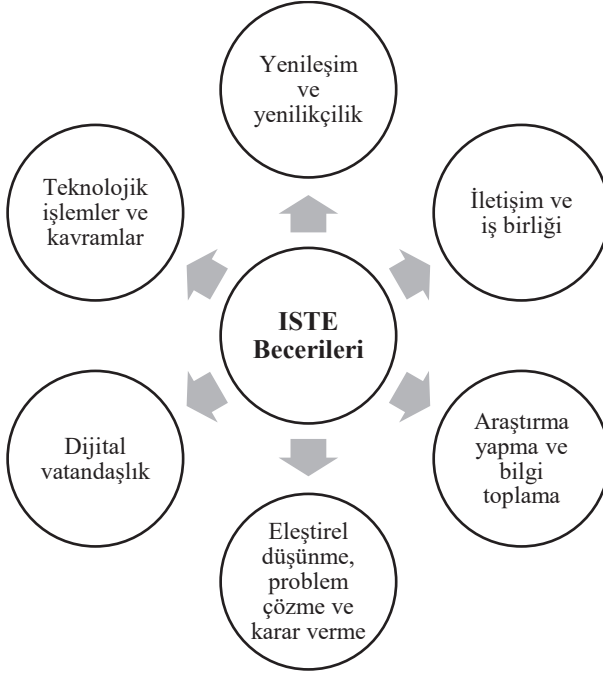 Yenileşim
ve
yenilikçilik
Teknolojik
işlemler ve
kavramlar
İletişim ve
iş birliği
ISTE
Becerileri
Dijital
vatandaşlık
Araştırma
yapma ve
bilgi
toplama
Eleştirel
düşünme,
problem
çözme ve
karar verme